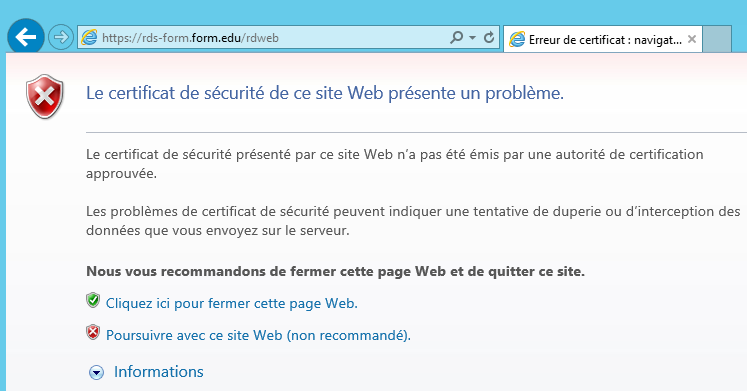 https://rds-form.form.edu/rdweb
Erreur de certificat : navigat...
Le certificat de sécurité de ce site Web présente un problème.
Le certificat de sécurité présenté par ce site Web n'a pas été émis par une autorité de certification
approuvée.
Les problèmes de certificat de sécurité peuvent indiquer une tentative de duperie ou d'interception des
données que vous envoyez sur le serveur.
Nous vous recommandons de fermer cette page Web et de quitter ce site.
Cliquez ici pour fermer cette page Web.
Poursuivre avec ce site Web (non recommandé).
Informations